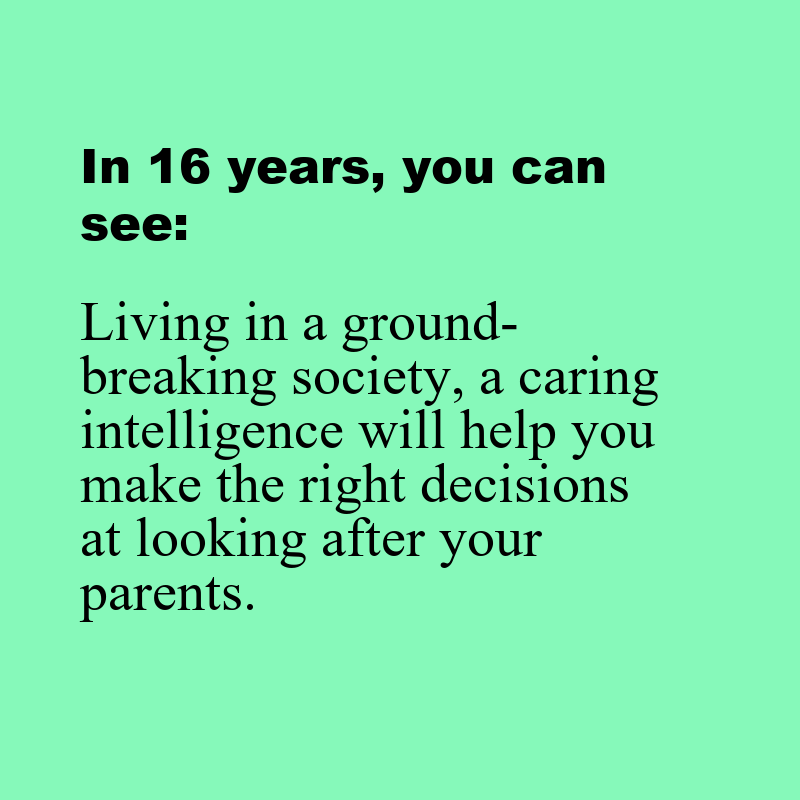 In 16 years, you can
see:
Living in a ground-
breaking society, a caring
intelligence will help you
make the right decisions
at looking after your
parents.